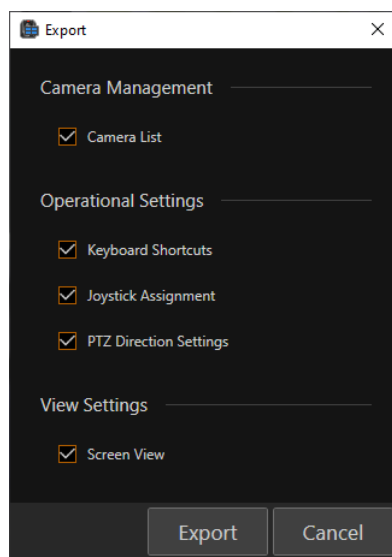 Export
Camera Management
Camera List
Operational Settings
Keyboard Shortcuts
Joystick Assignment
PTZ Direction Settings
View Settings
Screen View
Export Cancel